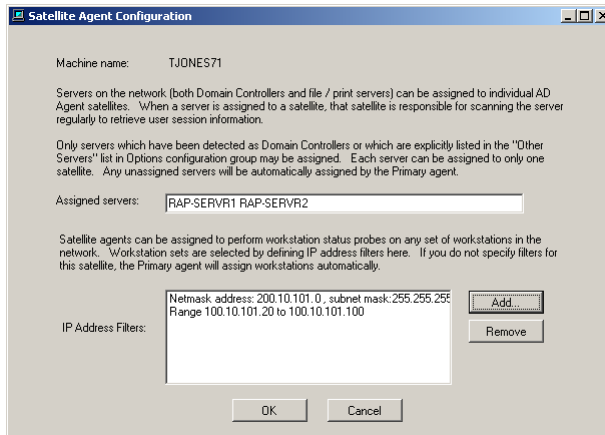 Satellite Agent Configuration
Machine name: TJONES71
Servers on the network (both Domain Controllers and file / print servers) can be assigned to individual AD
Agent satellites. When a server is assigned to a satellite, that satellite is responsible for scanning the server
regularly to retrieve user session information.
Only servers which have been detected as Domain Controllers or which are explicitly listed in the "Other
Servers" list in Options configuration group may be assigned. Each server can be assigned to only one
satellite. Any unassigned servers will be automatically assigned by the Primary agent.
Assigned servers: RAP-SERVR1 RAP-SERVR2
Satellite agents can be assigned to perform workstation status probes on any set of workstations in the
network. Workstation sets are selected by defining IP address filters here. If you do not specify filters for
this satellite, the Primary agent will assign workstations automatically.
Netmask address: 200.10.101.0 , subnet mask:255.255.255
Range 100.10.101.20 to 100.10.101.100
IP Address Filters:
Add...
Remove
OK Cancel